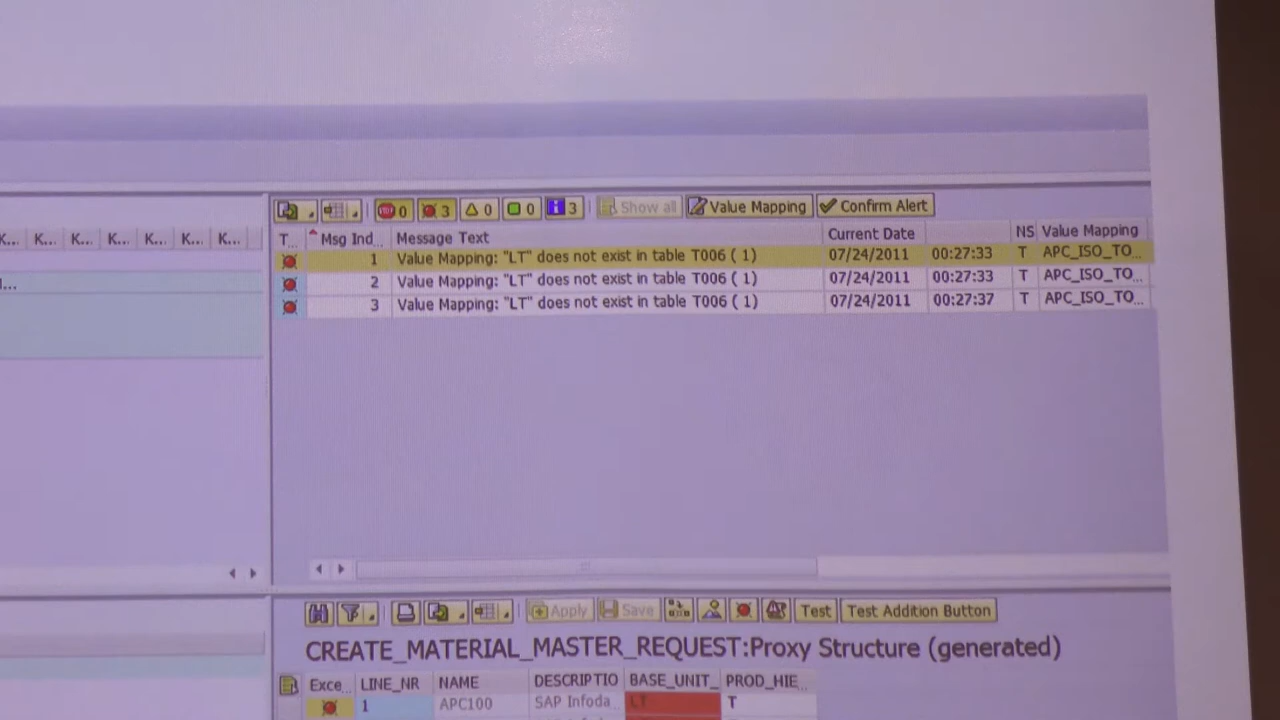 0 3 0 0 3 Show all Value Mapping Confirm Alert
K... K... K... K... K... K... K...
T... Msg Ind... Message Text Current Date NS Value Mapping
1 Value Mapping: "LT" does not exist in table T006 ( 1) 07/24/2011 00:27:33 T APC_ISO_TO...
2 Value Mapping: "LT" does not exist in table T006 ( 1) 07/24/2011 00:27:33 T APC_ISO_TO...
3 Value Mapping: "LT" does not exist in table T006 ( 1) 07/24/2011 00:27:37 T APC_ISO_TO...
Apply Save Test Test Addition Button
CREATE_MATERIAL_MASTER_REQUEST:Proxy Structure (generated)
Exce... LINE_NR NAME DESCRIPTIO BASE_UNIT_ PROD_HIE
1 APC100 SAP Infoda LT T